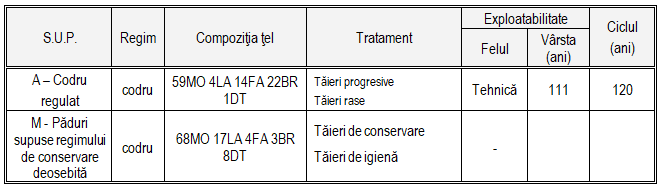 S.U.P.
Regim
Compoziţia ţel
Tratament
Exploatabilitate
Felul
Vârsta
(ani)
Ciclul
(ani)
A – Codru
regulat
codru
59MO 4LA 14FA 22BR
1DT
Tăieri progresive
Tăieri rase
Tehnică
111
120
M - Păduri
supuse regimului
de conservare
deosebită
codru
68MO 17LA 4FA 3BR
8DT
Tăieri de conservare
Tăieri de igienă
-